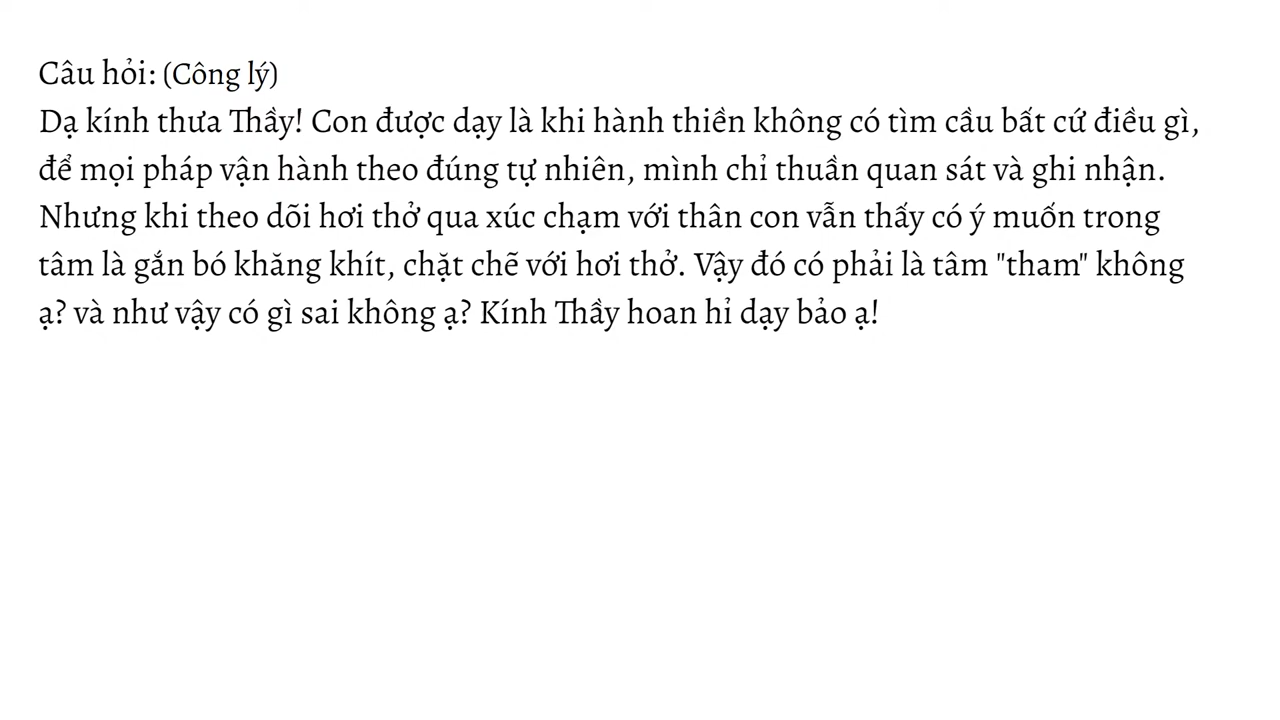 Câu hỏi: (Công lý)
Dạ kính thưa Thầy! Con được dạy là khi hành thiền không có tìm cầu bất cứ điều gì,
để mọi pháp vận hành theo đúng tự nhiên, mình chỉ thuần quan sát và ghi nhận.
Nhưng khi theo dõi hơi thở qua xúc chạm với thân con vẫn thấy có ý muốn trong
tâm là gắn bó khăng khít, chặt chẽ với hơi thở. Vậy đó có phải là tâm "tham" không
ạ? và như vậy có gì sai không ạ? Kính Thầy hoan hỉ dạy bảo ạ!